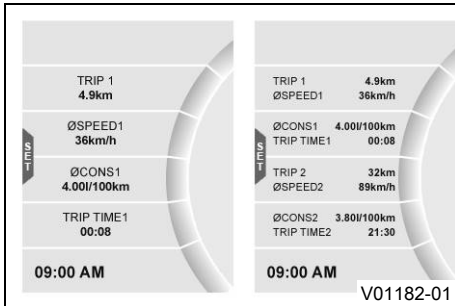 TRIP 1
4.9km
ØSPEED1
36km/h
SET
ØCONS1
4.00l/100km
TRIP TIME1
00:08
09:00 AM
TRIP 1 4.9km
ØSPEED1 36km/h
ØCONS1 4.00l/100km
TRIP TIME1 00:08
SET
TRIP 2 32km
ØSPEED2 89km/h
ØCONS2 3.80l/100km
TRIP TIME2 21:30
09:00 AM
V01182-01